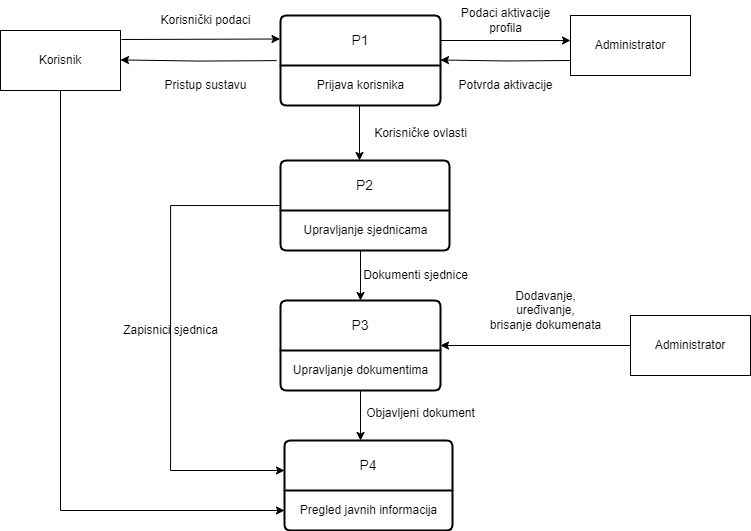 Korisnički podaci
Podaci aktivacije
profila
P1
Korisnik
Administrator
Pristup sustavu
Prijava korisnika
Potvrda aktivacije
Korisničke ovlasti
P2
Upravljanje sjednicama
Dokumenti sjednice
Dodavanje,
uređivanje,
brisanje dokumenata
Zapisnici sjednica
P3
Administrator
Upravljanje dokumentima
Objavljeni dokument
P4
Pregled javnih informacija